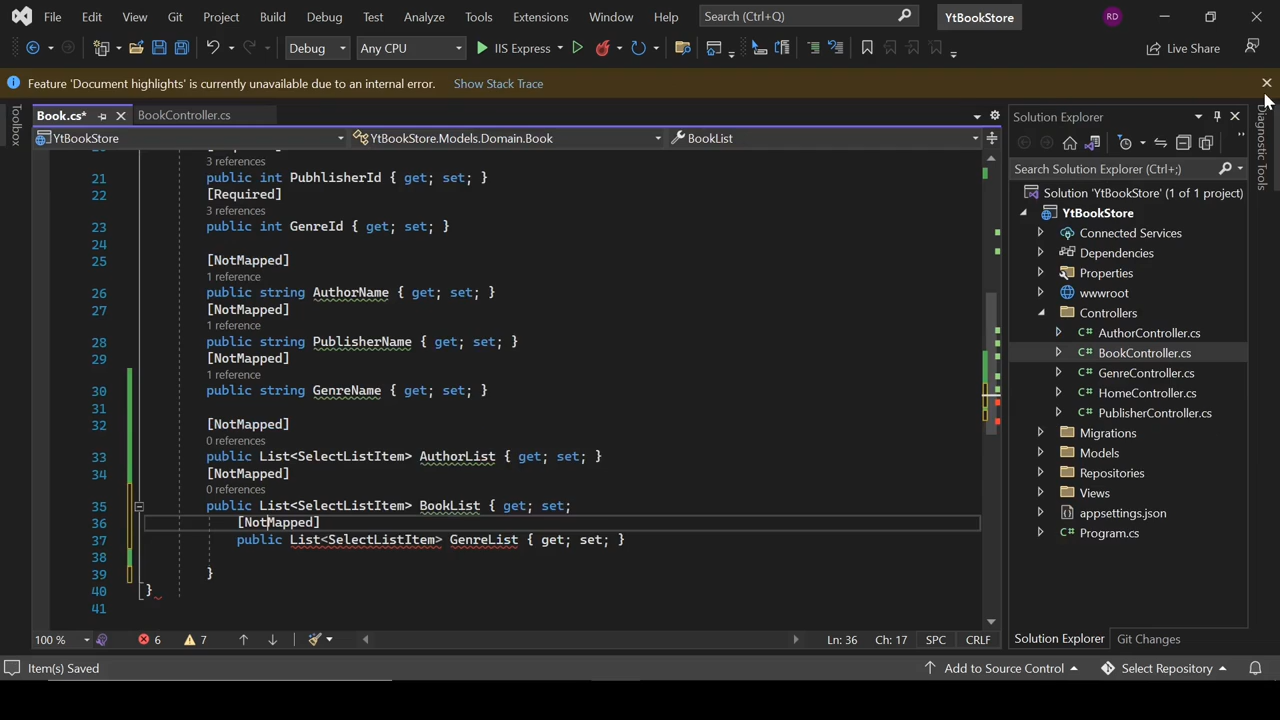 File Edit View Git Project Build Debug Test Analyze Tools Extensions Window Help Search (Ctrl+Q) YtBookStore RD
Debug Any CPU IIS Express Live Share
Feature 'Document highlights' is currently unavailable due to an internal error. Show Stack Trace
Toolbox
Book.cs* BookController.cs
YtBookStore YtBookStore.Models.Domain.Book BookList
3 references
21 public int PubhlisherId { get; set; }
22 [Required]
3 references
23 public int GenreId { get; set; }
24
25 [NotMapped]
1 reference
26 public string AuthorName { get; set; }
27 [NotMapped]
1 reference
28 public string PublisherName { get; set; }
29 [NotMapped]
1 reference
30 public string GenreName { get; set; }
31
32 [NotMapped]
0 references
33 public List<SelectListItem> AuthorList { get; set; }
34 [NotMapped]
0 references
35 public List<SelectListItem> BookList { get; set;
36 [NotMapped]
37 public List<SelectListItem> GenreList { get; set; }
38
39 }
40 }
41
100 % 6 7 Ln: 36 Ch: 17 SPC CRLF
Solution Explorer
Search Solution Explorer (Ctrl+;)
Solution 'YtBookStore' (1 of 1 project)
YtBookStore
Connected Services
Dependencies
Properties
wwwroot
Controllers
C# AuthorController.cs
C# BookController.cs
C# GenreController.cs
C# HomeController.cs
C# PublisherController.cs
Migrations
Models
Repositories
Views
appsettings.json
C# Program.cs
Solution Explorer Git Changes
Diagnostic Tools
Item(s) Saved Add to Source Control Select Repository